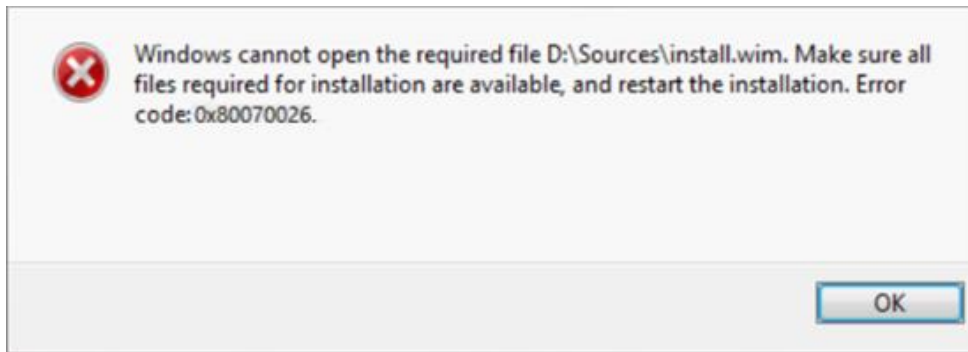 Windows cannot open the required file D:\Sources\install.wim. Make sure all
files required for installation are available, and restart the installation. Error
code: 0x80070026.
OK